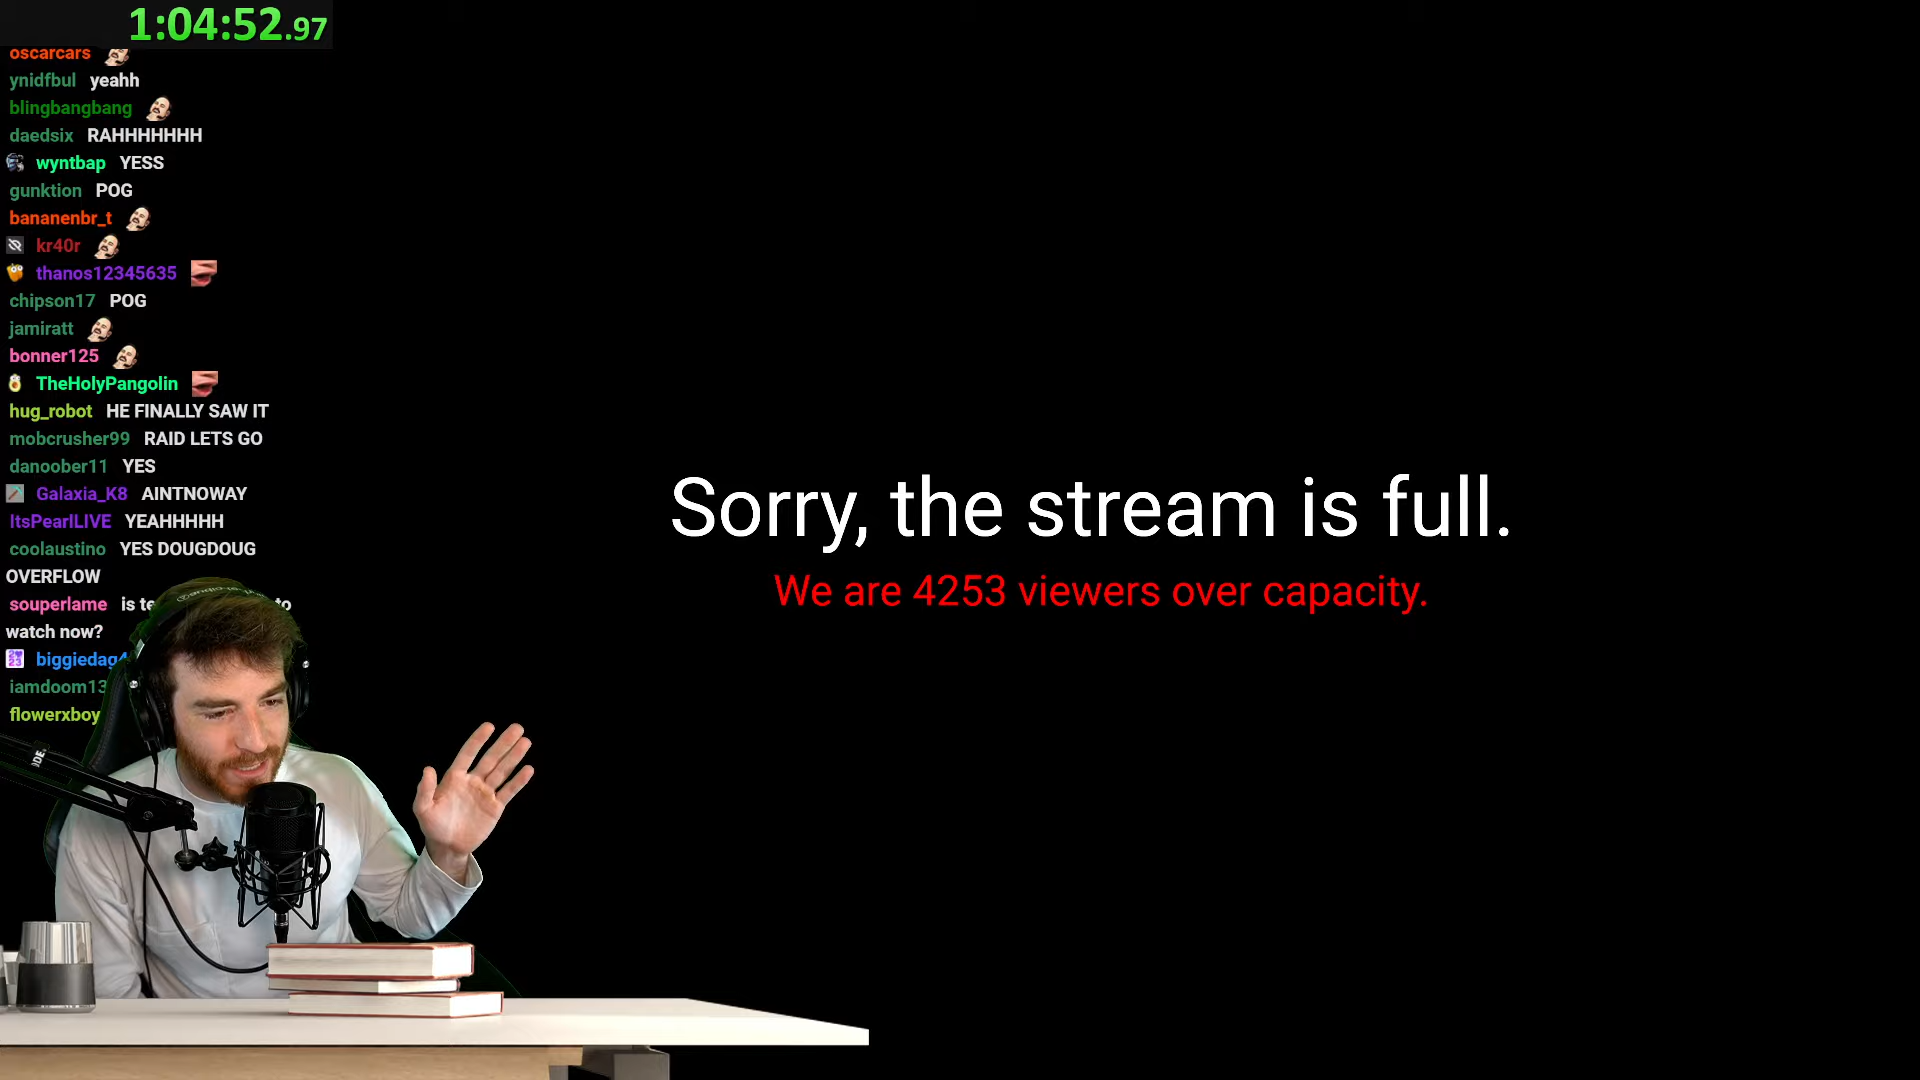 1:04:52.97
oscarcars
ynidfbul yeahh
blingbangbang
daedsix RAHHHHHHH
wyntbap YESS
gunktion POG
bananenbr_t
kr40r
thanos12345635
chipson17 POG
jamiratt
bonner125
TheHolyPangolin
hug_robot HE FINALLY SAW IT
mobcrusher99 RAID LETS GO
danoober11 YES
Galaxia_K8 AINTNOWAY
ItsPearlLIVE YEAHHHHH
coolaustino YES DOUGDOUG
OVERFLOW
souperlame is to
watch now?
biggiedag4
iamdoom13
flowerxboy
Sorry, the stream is full.
We are 4253 viewers over capacity.